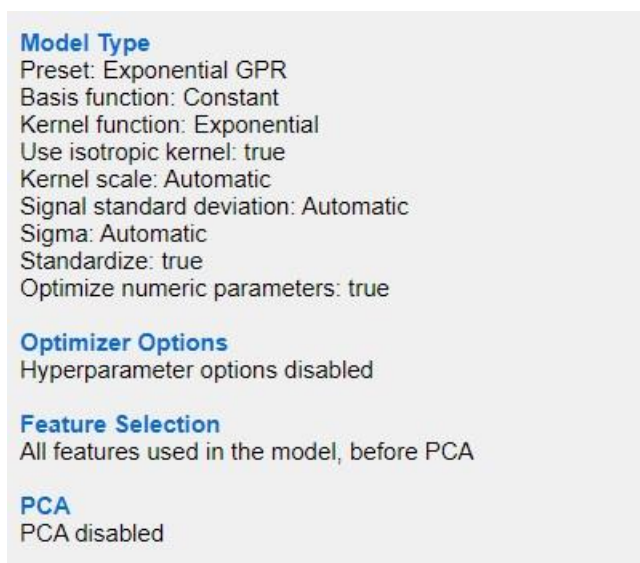 Model Type
Preset: Exponential GPR
Basis function: Constant
Kernel function: Exponential
Use isotropic kernel: true
Kernel scale: Automatic
Signal standard deviation: Automatic
Sigma: Automatic
Standardize: true
Optimize numeric parameters: true
Optimizer Options
Hyperparameter options disabled
Feature Selection
All features used in the model, before PCA
PCA
PCA disabled